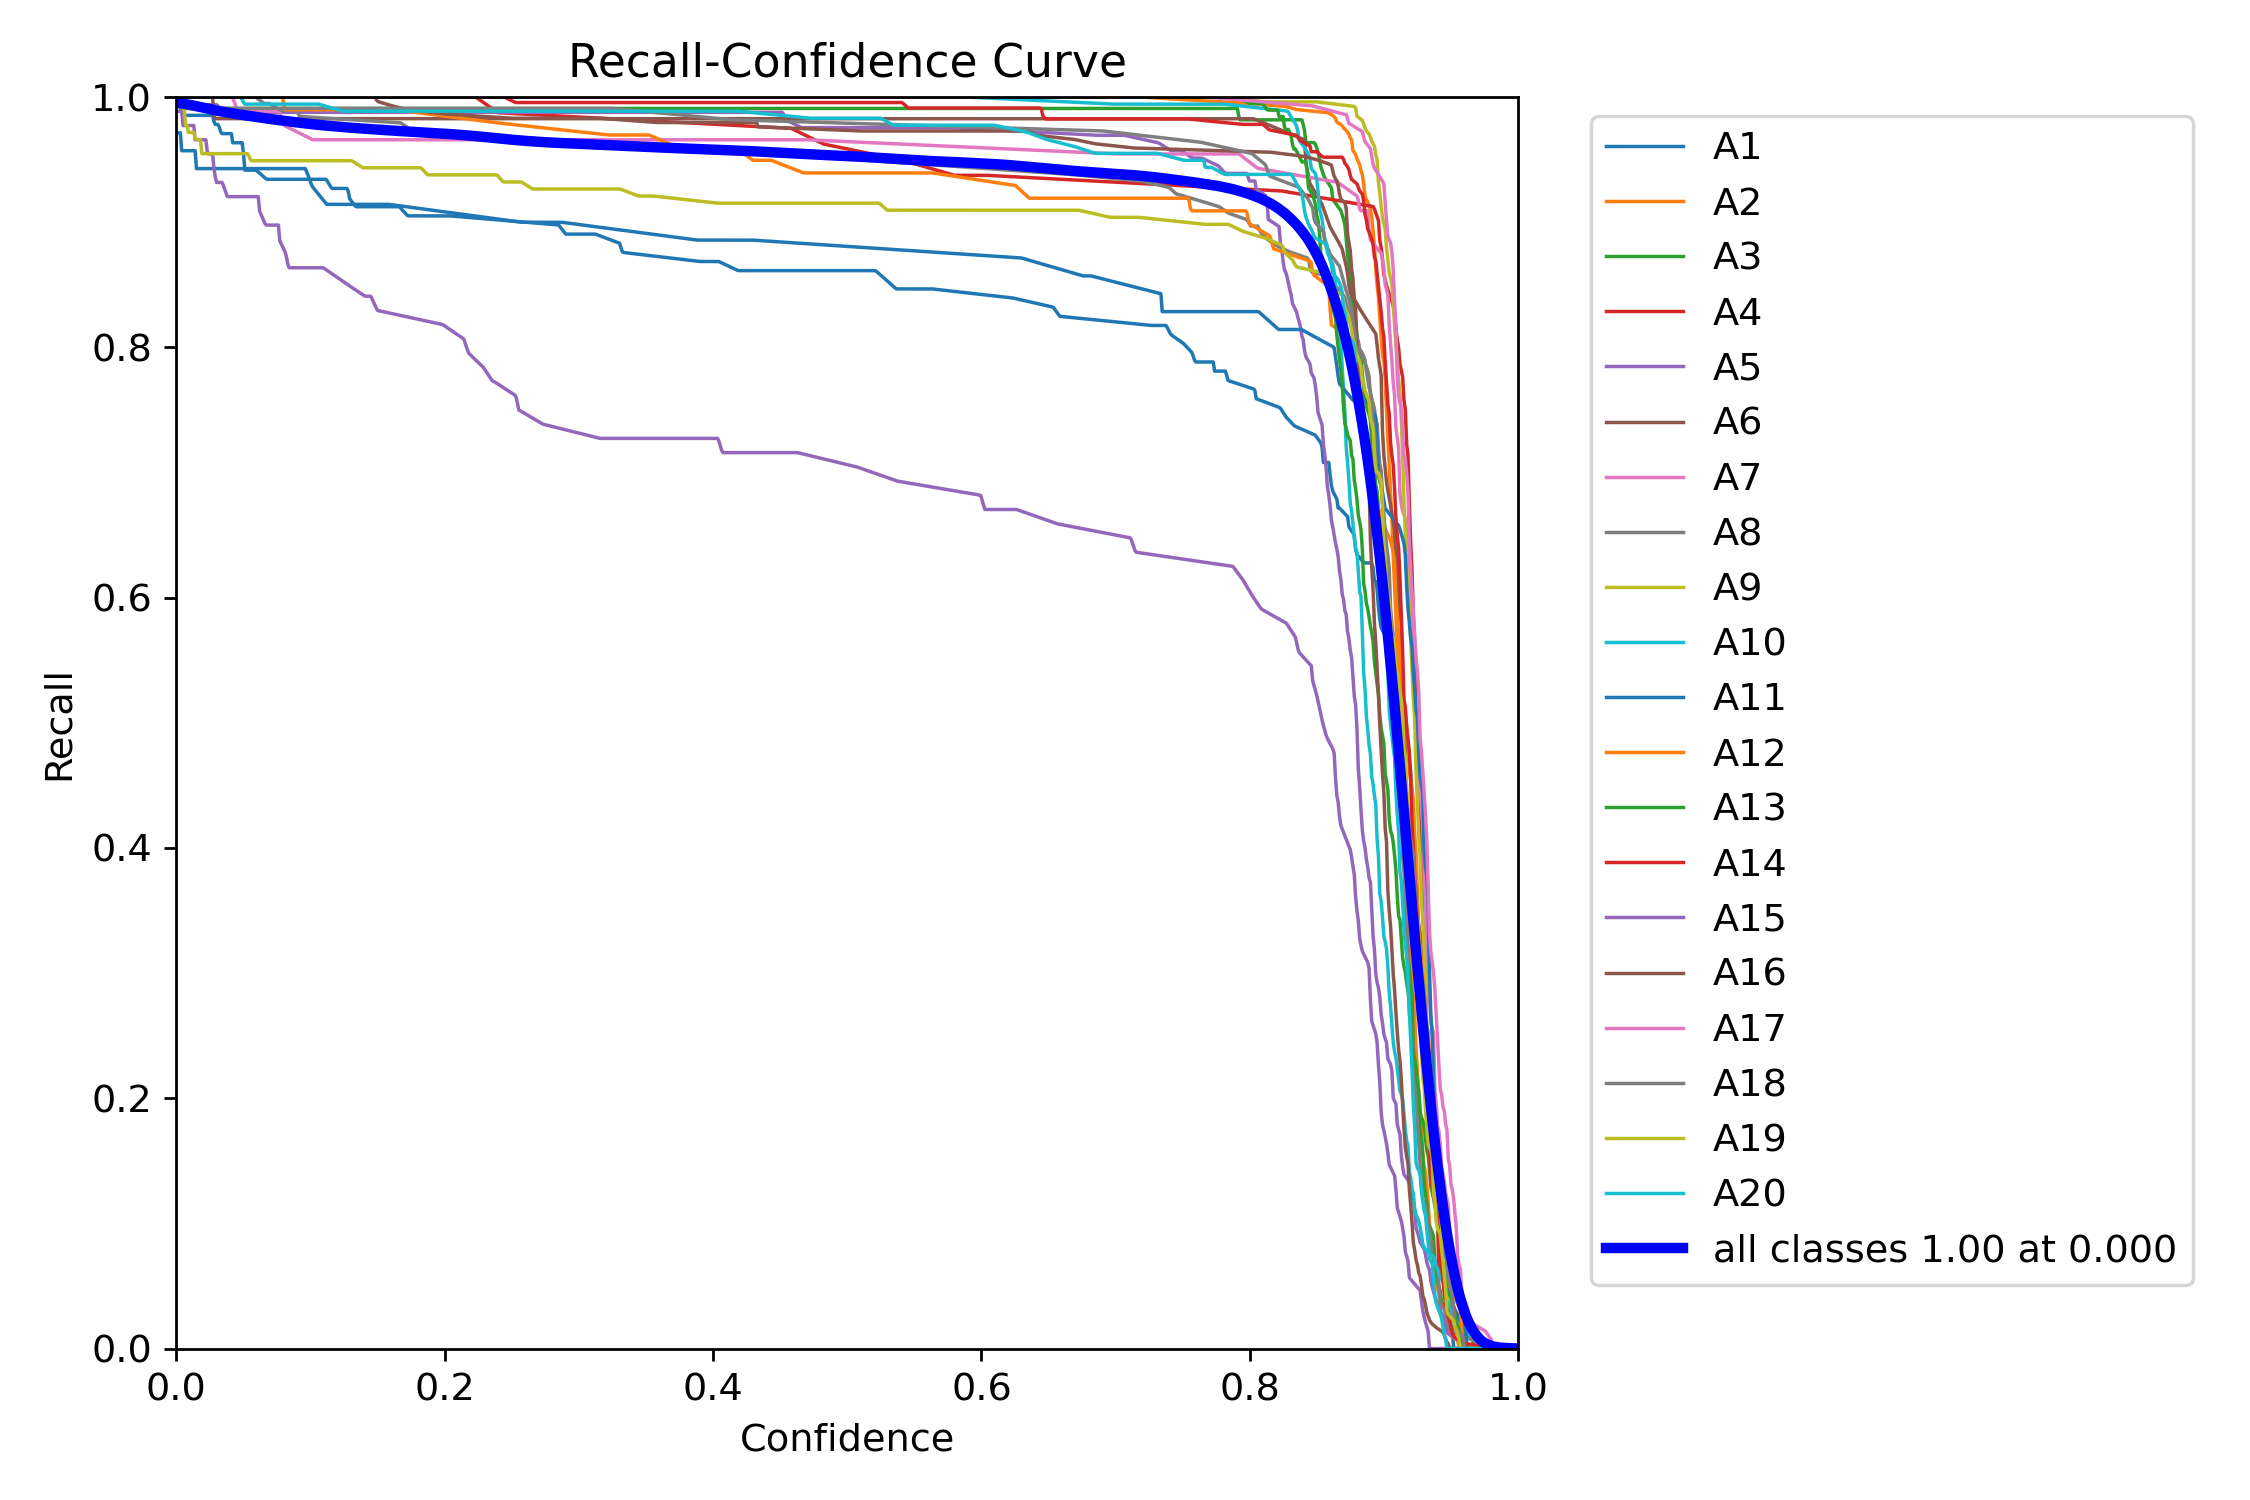 Recall-Confidence Curve
1.0
0.8
0.6
0.4
0.2
0.0
Recall
0.0 0.2 0.4 0.6 0.8 1.0
Confidence
A1
A2
A3
A4
A5
A6
A7
A8
A9
A10
A11
A12
A13
A14
A15
A16
A17
A18
A19
A20
all classes 1.00 at 0.000